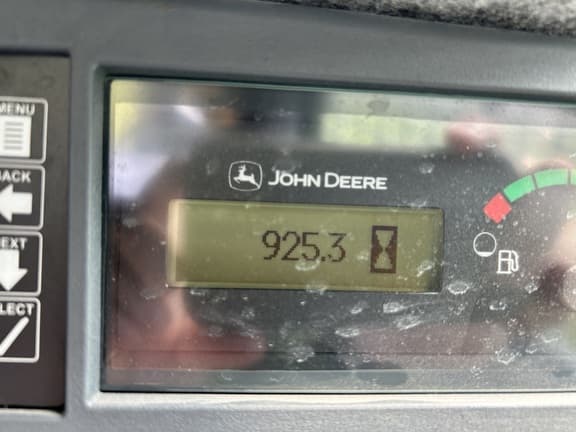 MENU
BACK
NEXT
SELECT
JOHN DEERE
925.3